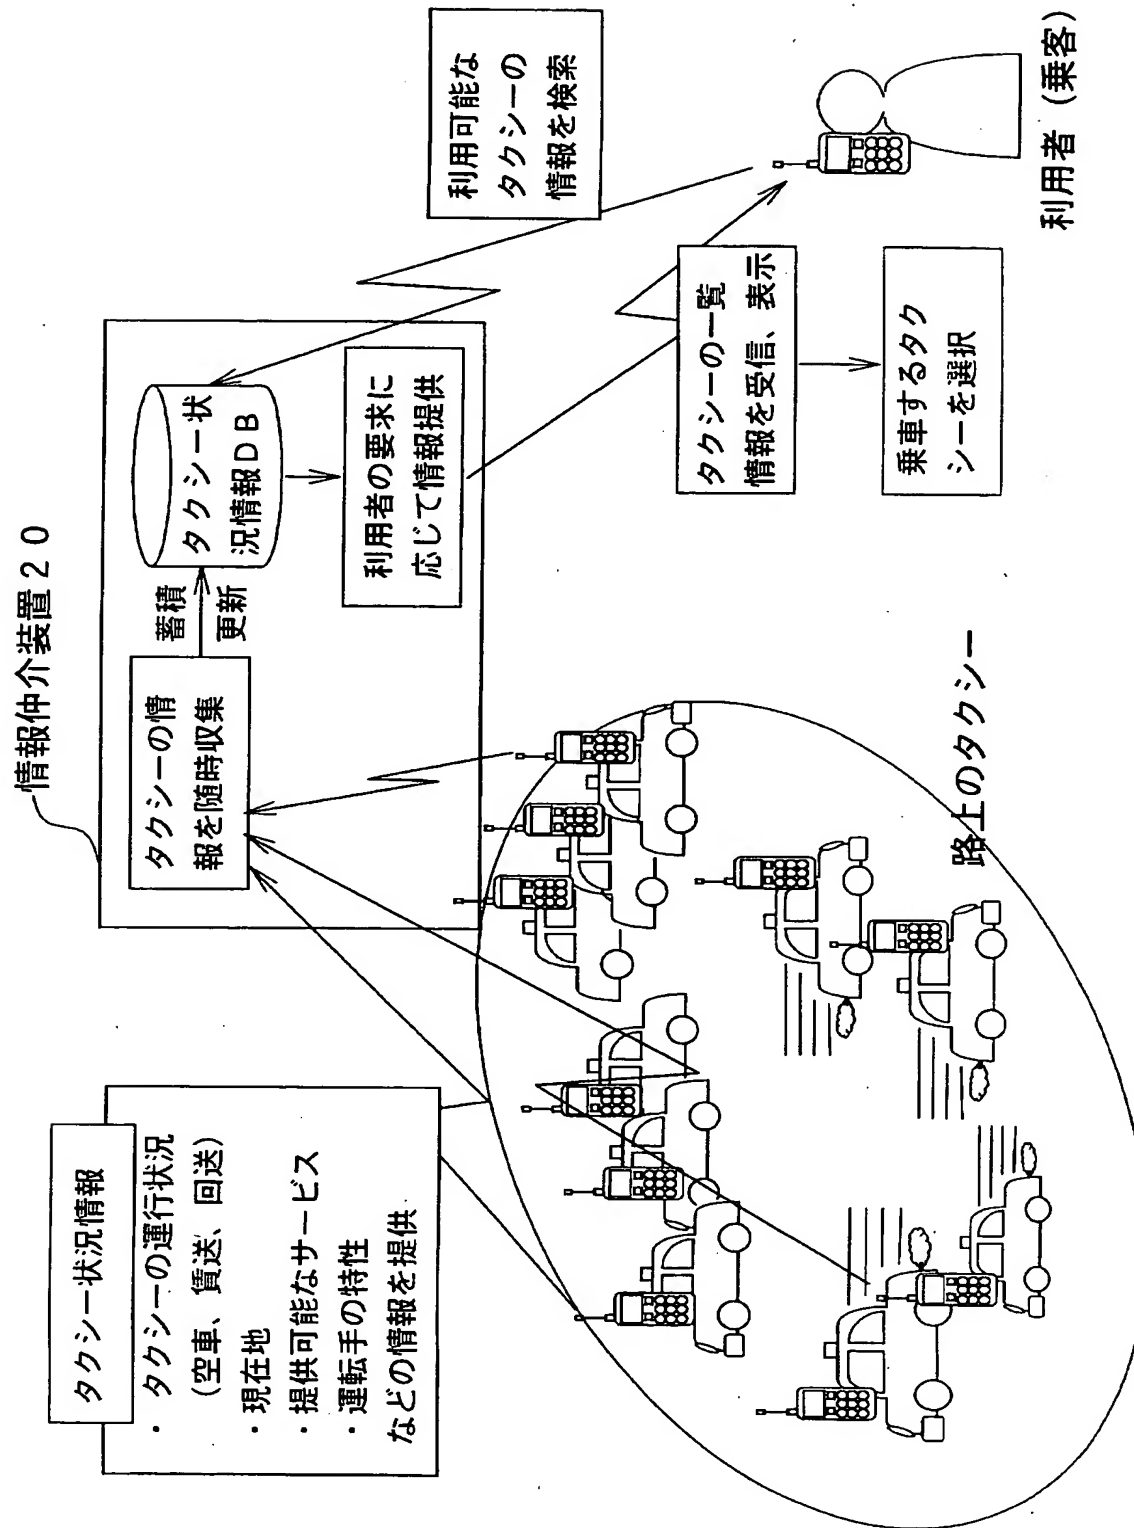 情報仲介装置20
タクシー状況情報
・タクシーの運行状況
(空車、賃送、回送)
・現在地
・提供可能なサービス
・運転手の特性
などの情報を提供
タクシーの情
報を随時収集
蓄積
更新
タクシー状
況情報DB
利用者の要求に
応じて情報提供
利用可能な
タクシーの
情報を検索
タクシーの一覧
情報を受信、表示
乗車するタク
シーを選択
路上のタクシー
利用者(乗客)